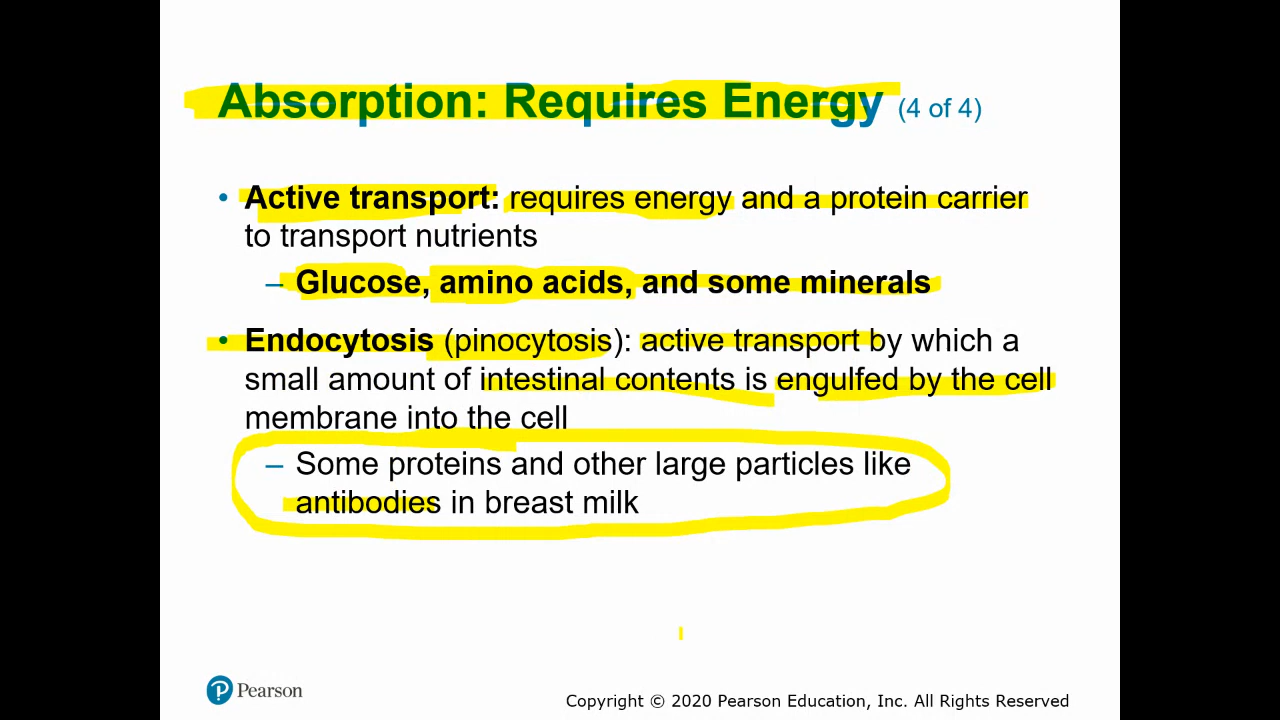 Absorption: Requires Energy (4 of 4)
• Active transport: requires energy and a protein carrier
to transport nutrients
– Glucose, amino acids, and some minerals
• Endocytosis (pinocytosis): active transport by which a
small amount of intestinal contents is engulfed by the cell
membrane into the cell
– Some proteins and other large particles like
antibodies in breast milk
P Pearson
Copyright © 2020 Pearson Education, Inc. All Rights Reserved